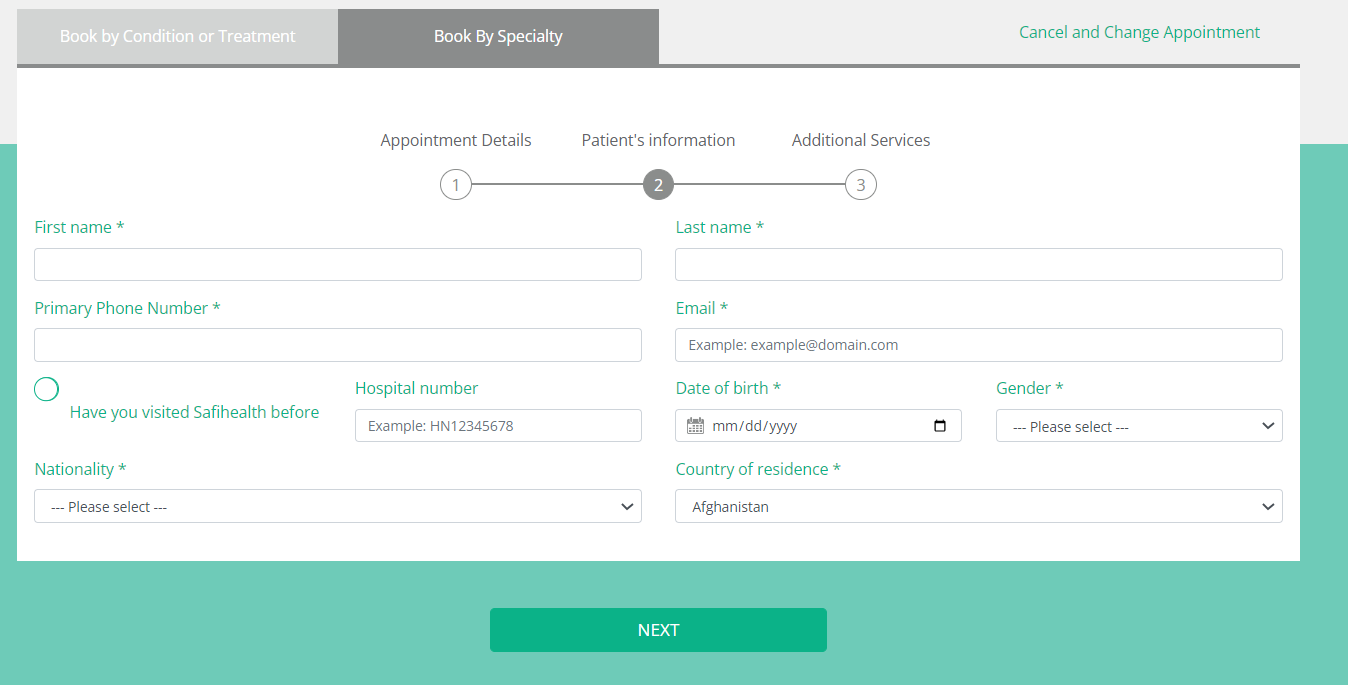 Book by Condition or Treatment
Book By Specialty
Cancel and Change Appointment
Appointment Details
Patient's information
Additional Services
1
2
3
First name *
Last name *
Primary Phone Number *
Email *
Example: example@domain.com
Have you visited Safihealth before
Hospital number
Example: HN12345678
Date of birth *
mm/dd/yyyy
Gender *
--- Please select ---
Nationality *
--- Please select ---
Country of residence *
Afghanistan
NEXT